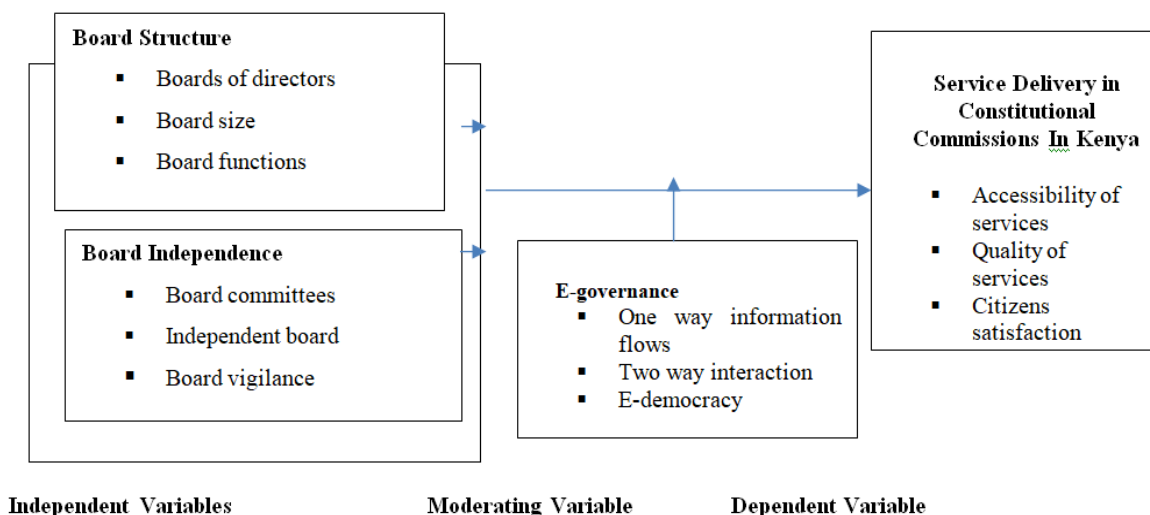 Board Structure
▪ Boards of directors
▪ Board size
▪ Board functions
Board Independence
▪ Board committees
▪ Independent board
▪ Board vigilance
E-governance
▪ One way information
flows
▪ Two way interaction
▪ E-democracy
Service Delivery in
Constitutional
Commissions In Kenya
▪ Accessibility of
services
▪ Quality of
services
▪ Citizens
satisfaction
Independent Variables
Moderating Variable
Dependent Variable